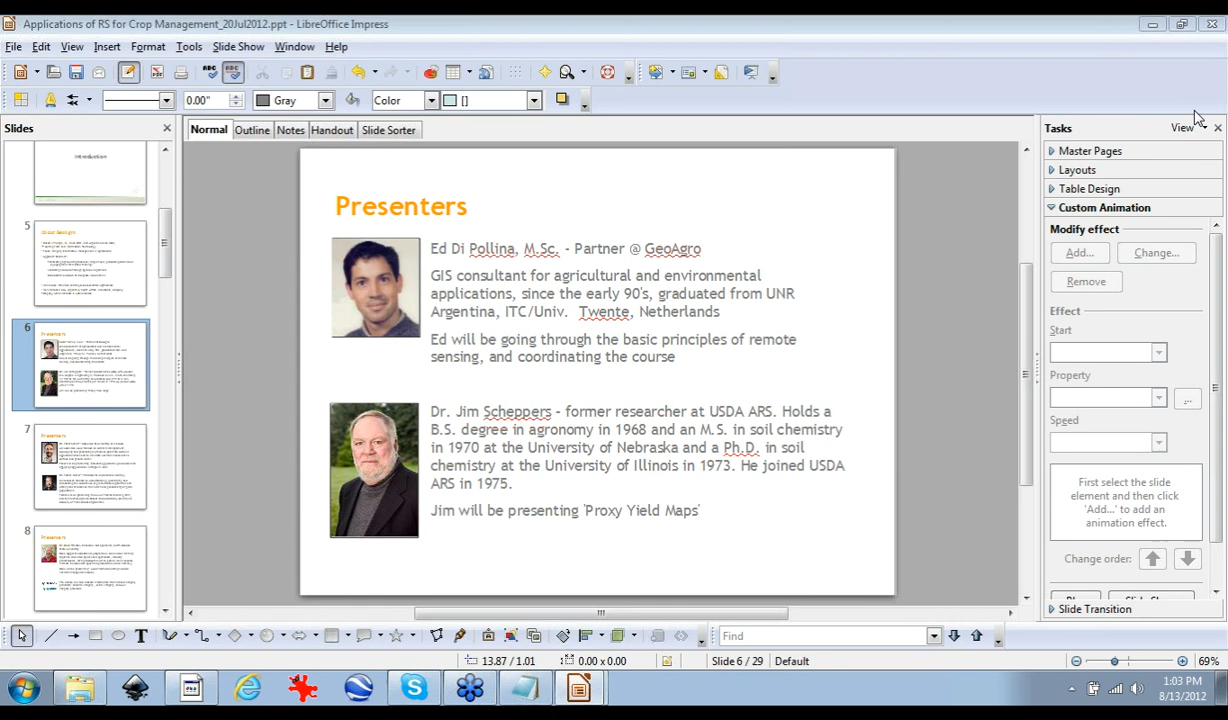 Applications of RS for Crop Management_20Jul2012.ppt - LibreOffice Impress
File Edit View Insert Format Tools Slide Show Window Help
0.00" Gray Color []
Slides
Normal Outline Notes Handout Slide Sorter
Tasks View
Introduction
5
6
Presenters
7
Presenters
8
Presenters
Presenters
Ed Di Pollina, M.Sc. - Partner @ GeoAgro
GIS consultant for agricultural and environmental
applications, since the early 90's, graduated from UNR
Argentina, ITC/Univ. Twente, Netherlands
Ed will be going through the basic principles of remote
sensing, and coordinating the course
Dr. Jim Scheppers - former researcher at USDA ARS. Holds a
B.S. degree in agronomy in 1968 and an M.S. in soil chemistry
in 1970 at the University of Nebraska and a Ph.D. in soil
chemistry at the University of Illinois in 1973. He joined USDA
ARS in 1975.
Jim will be presenting 'Proxy Yield Maps'
Master Pages
Layouts
Table Design
Custom Animation
Modify effect
Add... Change...
Remove
Effect
Start
Property
...
Speed
First select the slide
element and then click
'Add...' to add an
animation effect.
Change order:
Slide Transition
Find
13.87 / 1.01 0.00 x 0.00 Slide 6 / 29 Default 69%
1:03 PM
8/13/2012